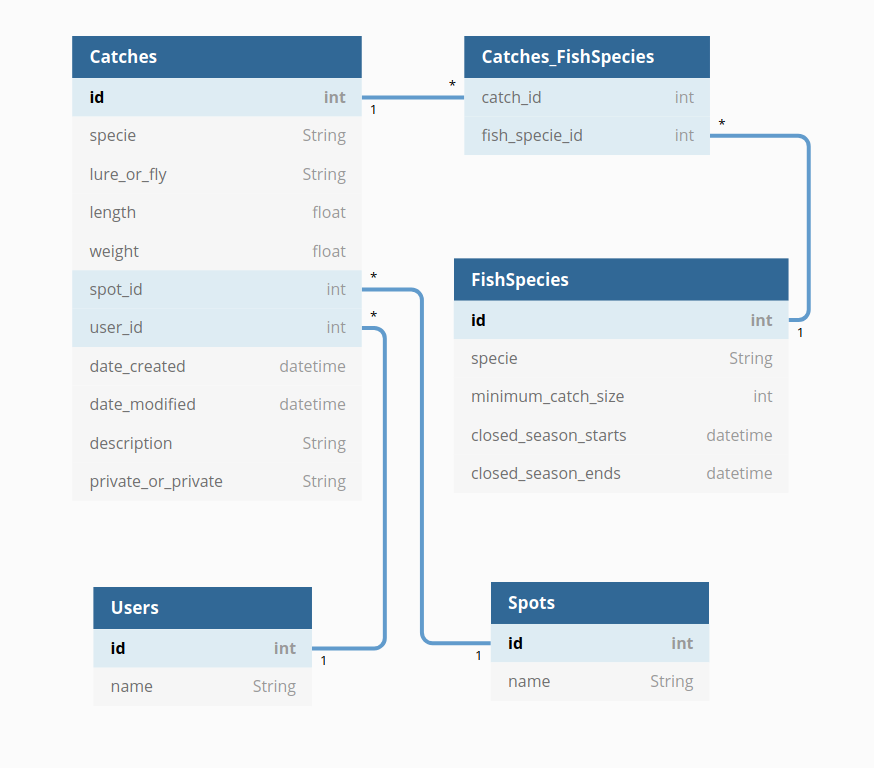 Catches
id int
specie String
lure_or_fly String
length float
weight float
spot_id int
user_id int
date_created datetime
date_modified datetime
description String
private_or_private String
1
*
*
*
Catches_FishSpecies
catch_id int
fish_specie_id int
*
FishSpecies
id int
specie String
minimum_catch_size int
closed_season_starts datetime
closed_season_ends datetime
1
Users
id int
name String
1
Spots
id int
name String
1